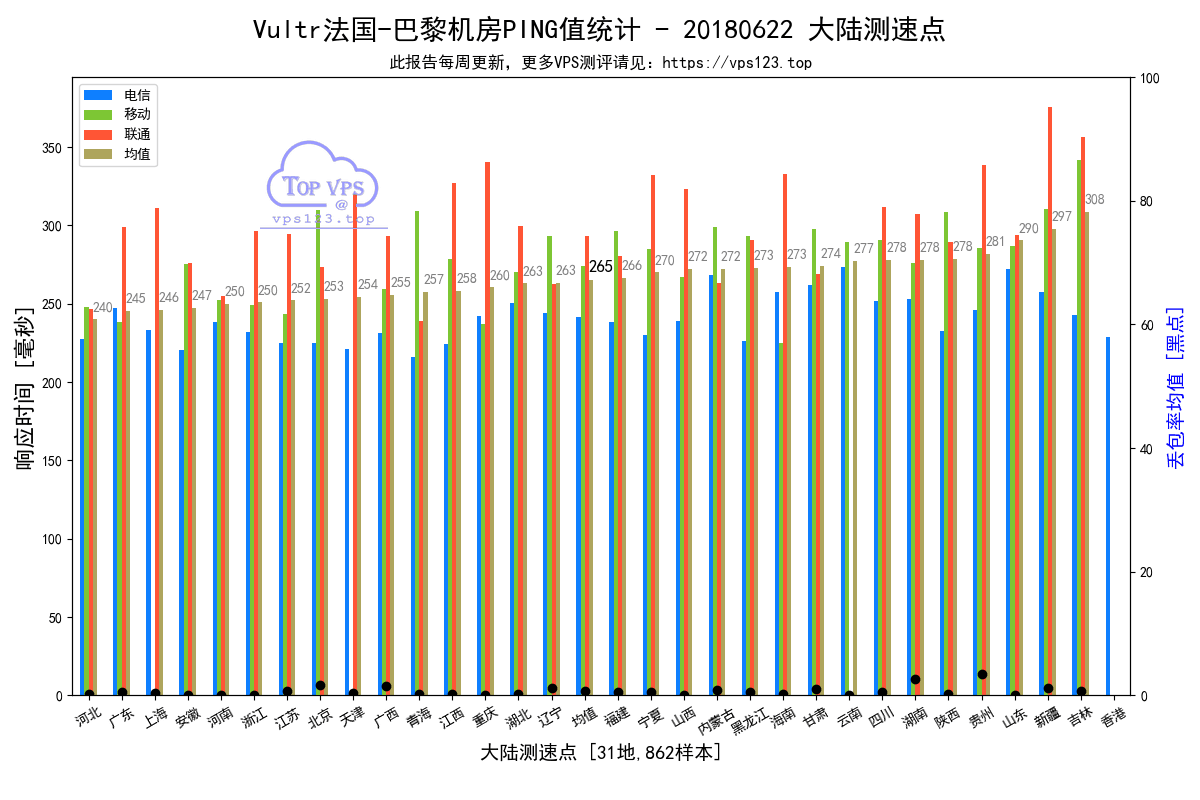 Vultr法国-巴黎机房PING值统计 - 20180622 大陆测速点
此报告每周更新，更多VPS测评请见：https://vps123.top
电信
移动
联通
均值
TOP VPS
@
vps123.top
响应时间 [毫秒]
350
300
250
200
150
100
50
0
240 245 246 247 250 250 252 253 254 255 257 258 260 263 263 265 266 270 272 272 273 273 274 277 278 278 278 281 290 297 308
100
80
60
40
20
0
丢包率均值 [黑点]
河北 广东 上海 安徽 河南 浙江 江苏 北京 天津 广西 青海 江西 重庆 湖北 辽宁 均值 福建 宁夏 山西 内蒙古 黑龙江 海南 甘肃 云南 四川 湖南 陕西 贵州 山东 新疆 吉林 香港
大陆测速点 [31地,862样本]